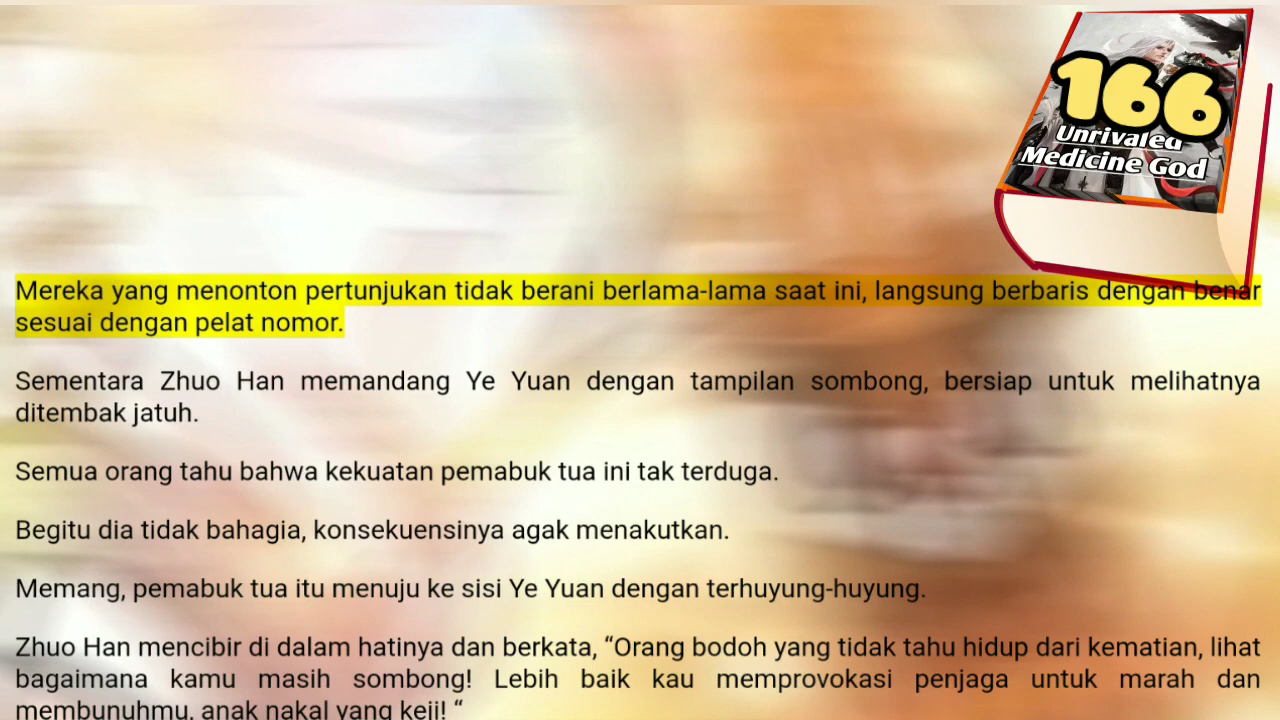 166
Unrivaled
Medicine God
Mereka yang menonton pertunjukan tidak berani berlama-lama saat ini, langsung berbaris dengan benar
sesuai dengan pelat nomor.
Sementara Zhuo Han memandang Ye Yuan dengan tampilan sombong, bersiap untuk melihatnya
ditembak jatuh.
Semua orang tahu bahwa kekuatan pemabuk tua ini tak terduga.
Begitu dia tidak bahagia, konsekuensinya agak menakutkan.
Memang, pemabuk tua itu menuju ke sisi Ye Yuan dengan terhuyung-huyung.
Zhuo Han mencibir di dalam hatinya dan berkata, “Orang bodoh yang tidak tahu hidup dari kematian, lihat
bagaimana kamu masih sombong! Lebih baik kau memprovokasi penjaga untuk marah dan
membunuhmu, anak nakal yang keji! “